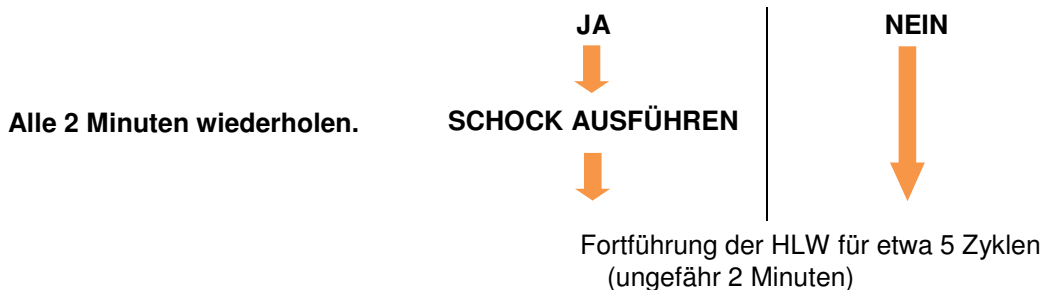 JA
NEIN
Alle 2 Minuten wiederholen.
SCHOCK AUSFÜHREN
Fortführung der HLW für etwa 5 Zyklen
(ungefähr 2 Minuten)